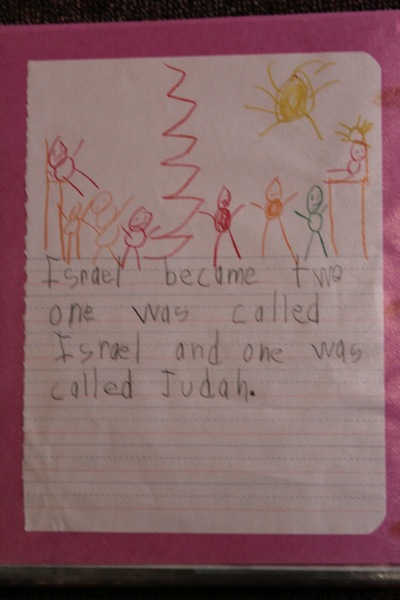 Israel became two
one was called
Israel and one was
called Judah.